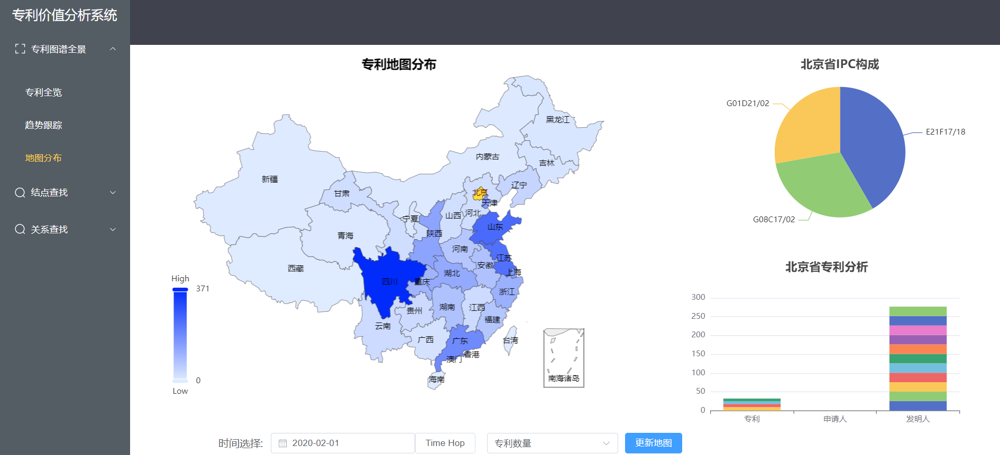 专利价值分析系统
专利图谱全景
专利全览
趋势跟踪
地图分布
结点查找
关系查找
专利地图分布
黑龙江
内蒙古
吉林
新疆
辽宁
甘肃
北京
天津
宁夏
山西
河北
山东
青海
陕西
河南
江苏
西藏
安徽
上海
湖北
四川
重庆
浙江
湖南
江西
贵州
福建
云南
广西
广东
台湾
香港
澳门
海南
南海诸岛
High
371
0
Low
北京省IPC构成
G01D21/02
E21F17/18
G08C17/02
北京省专利分析
300
250
200
150
100
50
0
专利
申请人
发明人
时间选择:
2020-02-01
Time Hop
专利数量
更新地图